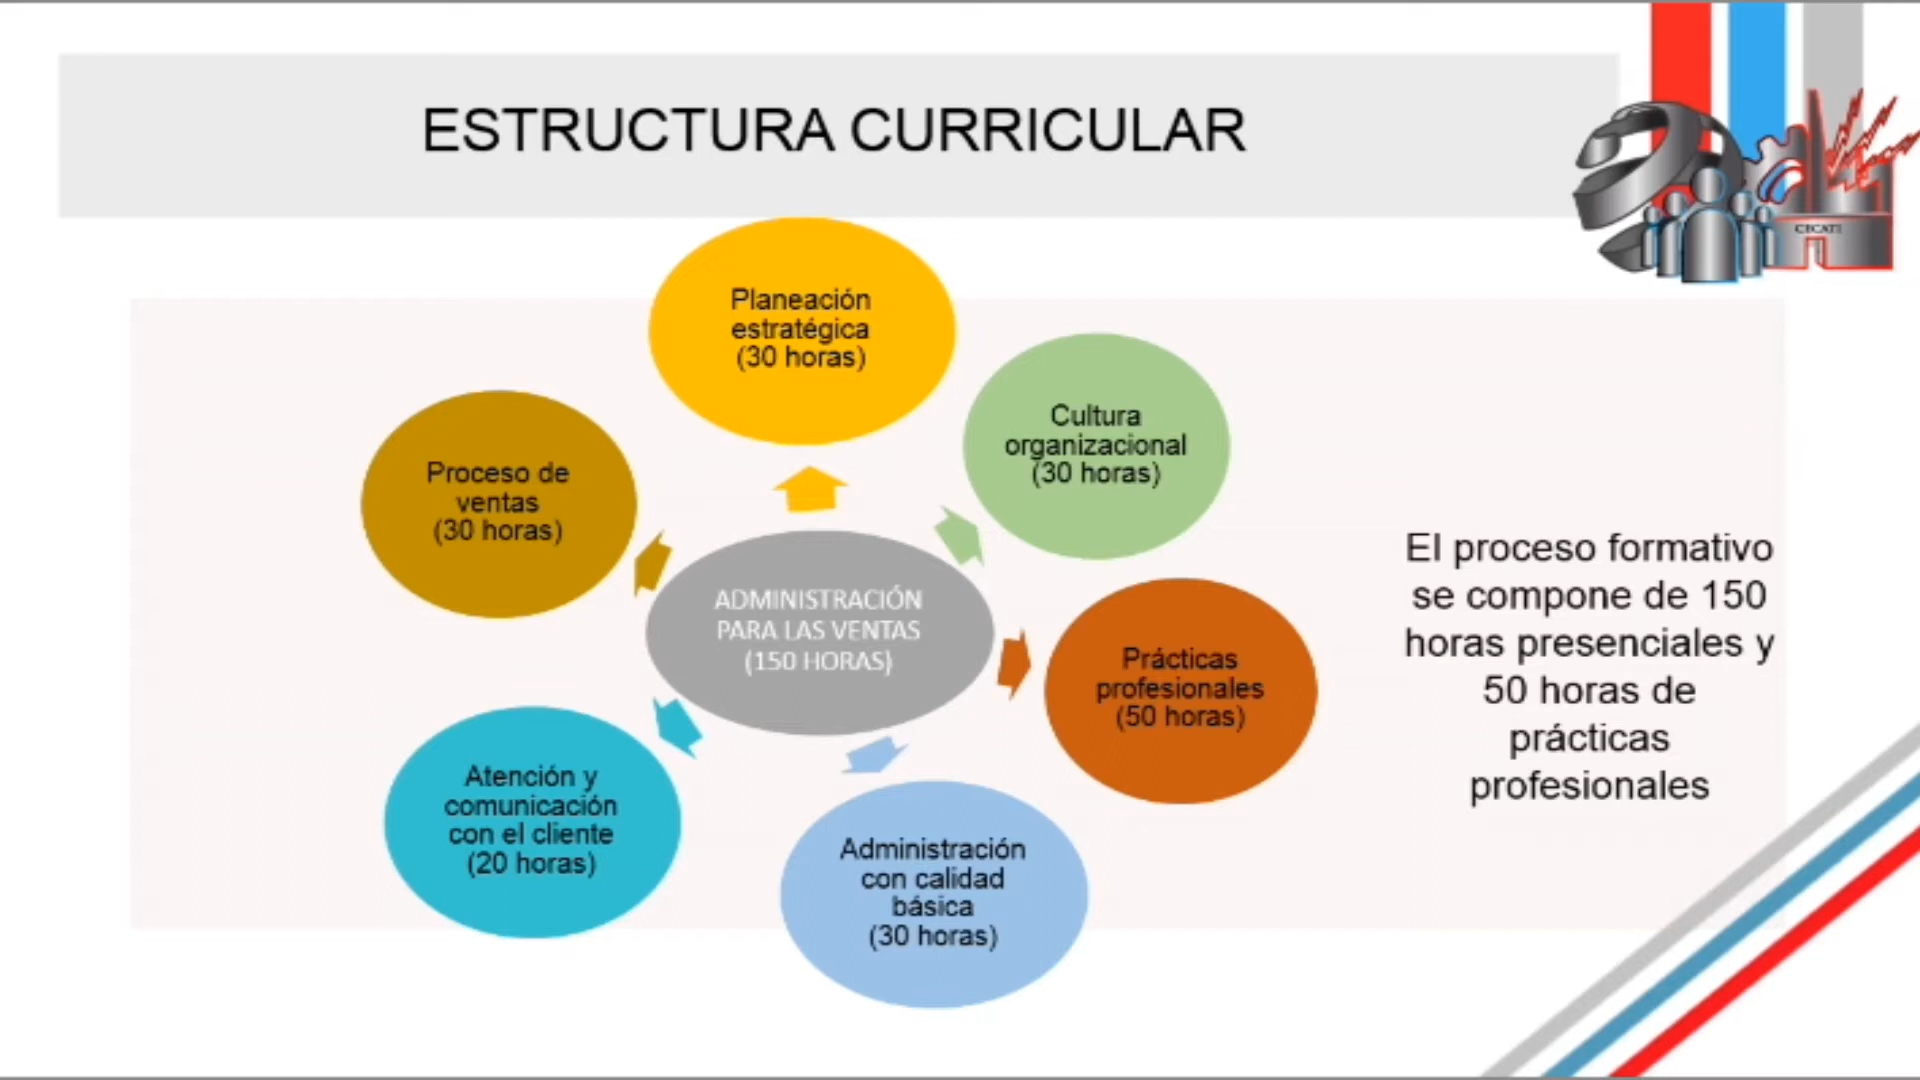 ESTRUCTURA CURRICULAR
CECATI
Planeación
estratégica
(30 horas)
Cultura
organizacional
(30 horas)
Proceso de
ventas
(30 horas)
El proceso formativo
se compone de 150
horas presenciales y
50 horas de
prácticas
profesionales
ADMINISTRACIÓN
PARA LAS VENTAS
(150 HORAS)
Prácticas
profesionales
(50 horas)
Atención y
comunicación
con el cliente
(20 horas)
Administración
con calidad
básica
(30 horas)